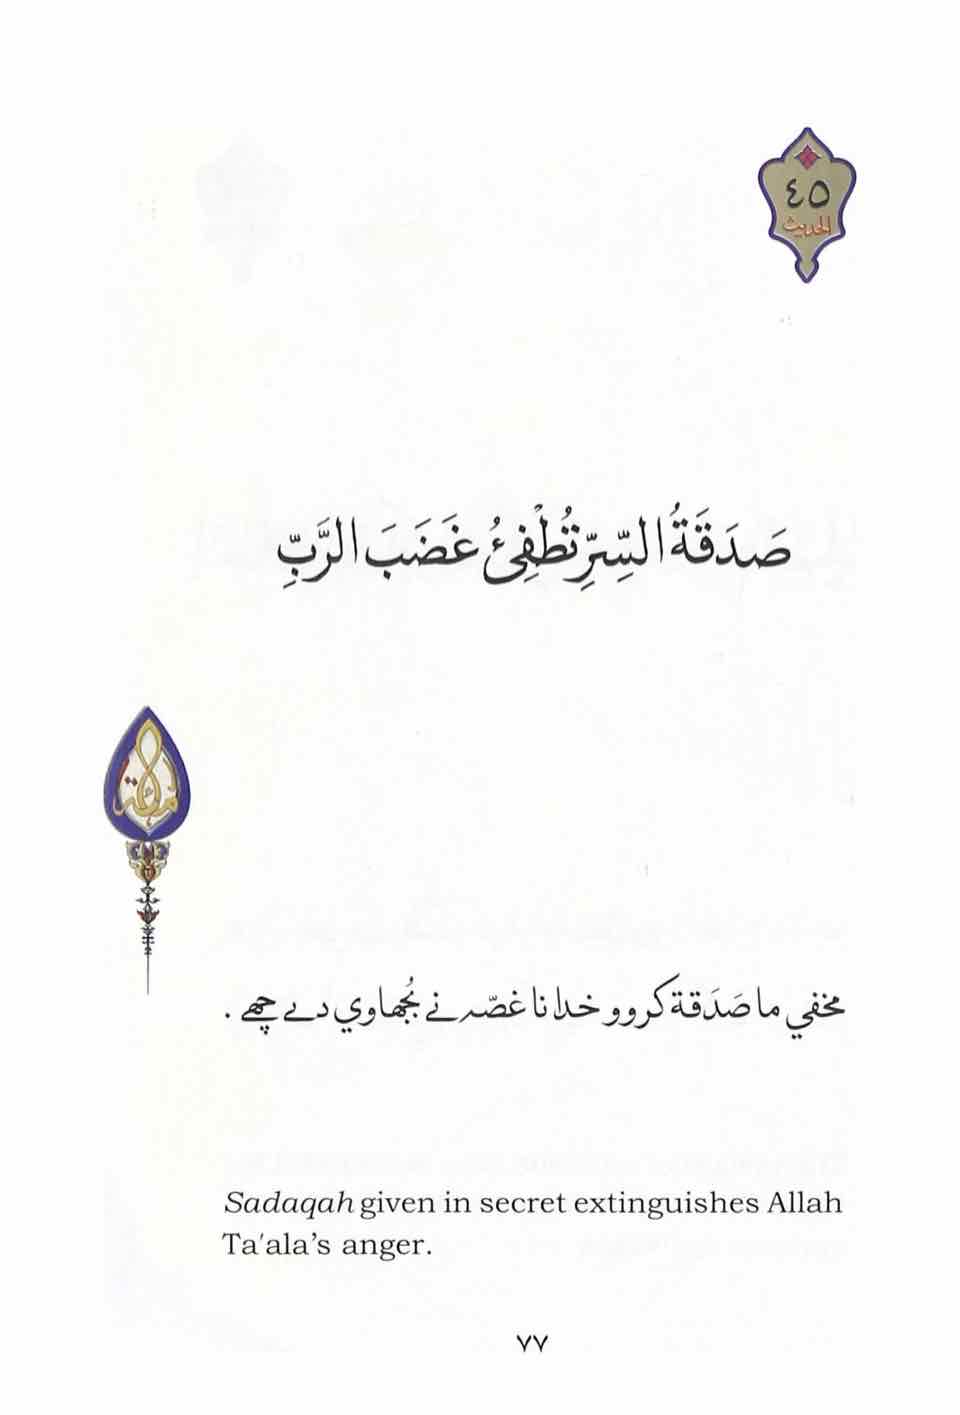 ٤٥
الحديث
صَدَقَةُ السِّرِّ تُطْفِئُ غَضَبَ الرَّبِّ
مخفي ما صَدَقة كروو خدا نا غصّہ نے بُجھاوي دے چھے .
Sadaqah given in secret extinguishes Allah
Ta'ala's anger.
٧٧